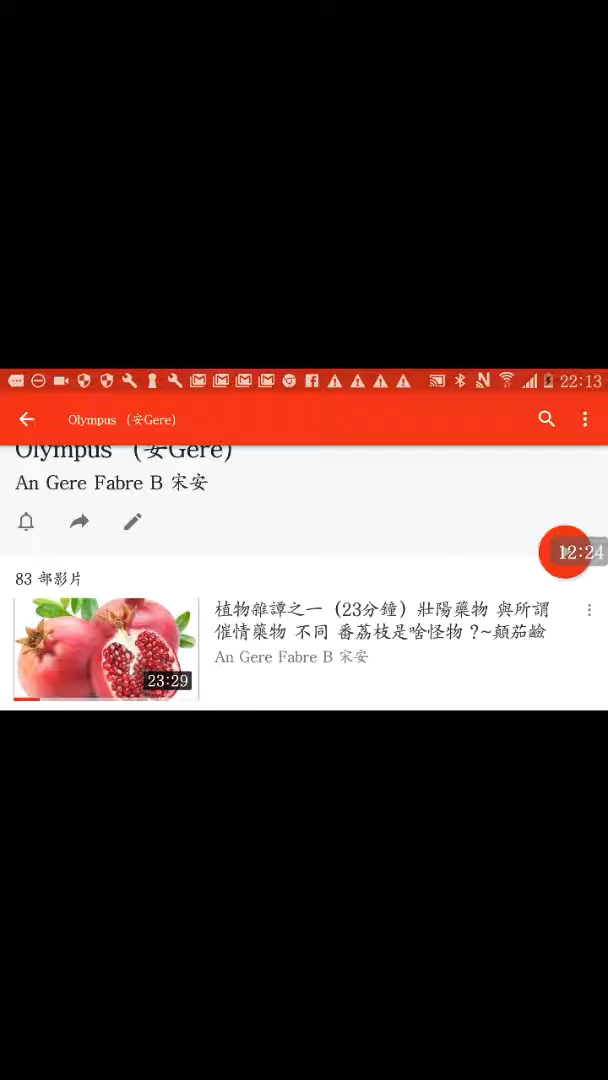 22:13
Olympus （安Gere）
Olympus （安Gere）
An Gere Fabre B 宋安
12:24
83 部影片
植物雜譚之一（23分鐘）壯陽藥物 與所謂
催情藥物 不同 番荔枝是啥怪物？~顛茄鹼
An Gere Fabre B 宋安
23:29